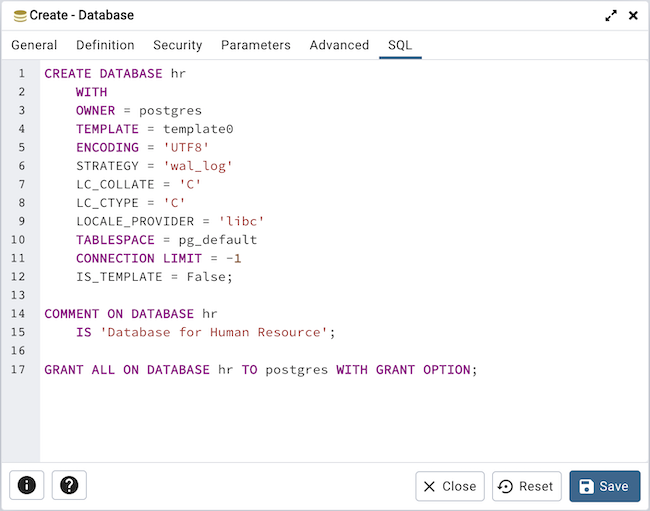 Create - Database
General Definition Security Parameters Advanced SQL
1 CREATE DATABASE hr
2 WITH
3 OWNER = postgres
4 TEMPLATE = template0
5 ENCODING = 'UTF8'
6 STRATEGY = 'wal_log'
7 LC_COLLATE = 'C'
8 LC_CTYPE = 'C'
9 LOCALE_PROVIDER = 'libc'
10 TABLESPACE = pg_default
11 CONNECTION LIMIT = -1
12 IS_TEMPLATE = False;
13
14 COMMENT ON DATABASE hr
15 IS 'Database for Human Resource';
16
17 GRANT ALL ON DATABASE hr TO postgres WITH GRANT OPTION;
Close Reset Save